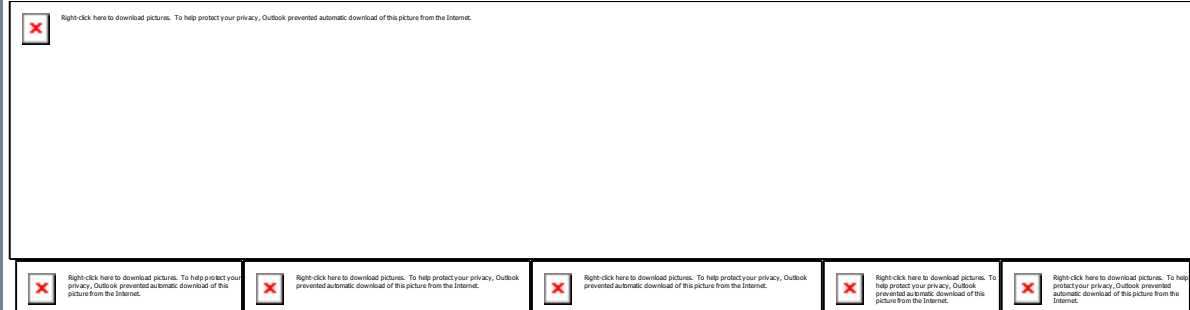 Right-click here to download pictures. To help protect your privacy, Outlook prevented automatic download of this picture from the Internet.
Right-click here to download pictures. To help protect your
privacy, Outlook prevented automatic download of this
picture from the Internet.
Right-click here to download pictures. To help protect your privacy, Outlook
prevented automatic download of this picture from the Internet.
Right-click here to download pictures. To help protect your privacy, Outlook
prevented automatic download of this picture from the Internet.
Right-click here to download pictures. To
help protect your privacy, Outlook
prevented automatic download of this
picture from the Internet.
Right-click here to download pictures. To help
protect your privacy, Outlook prevented
automatic download of this picture from the
Internet.